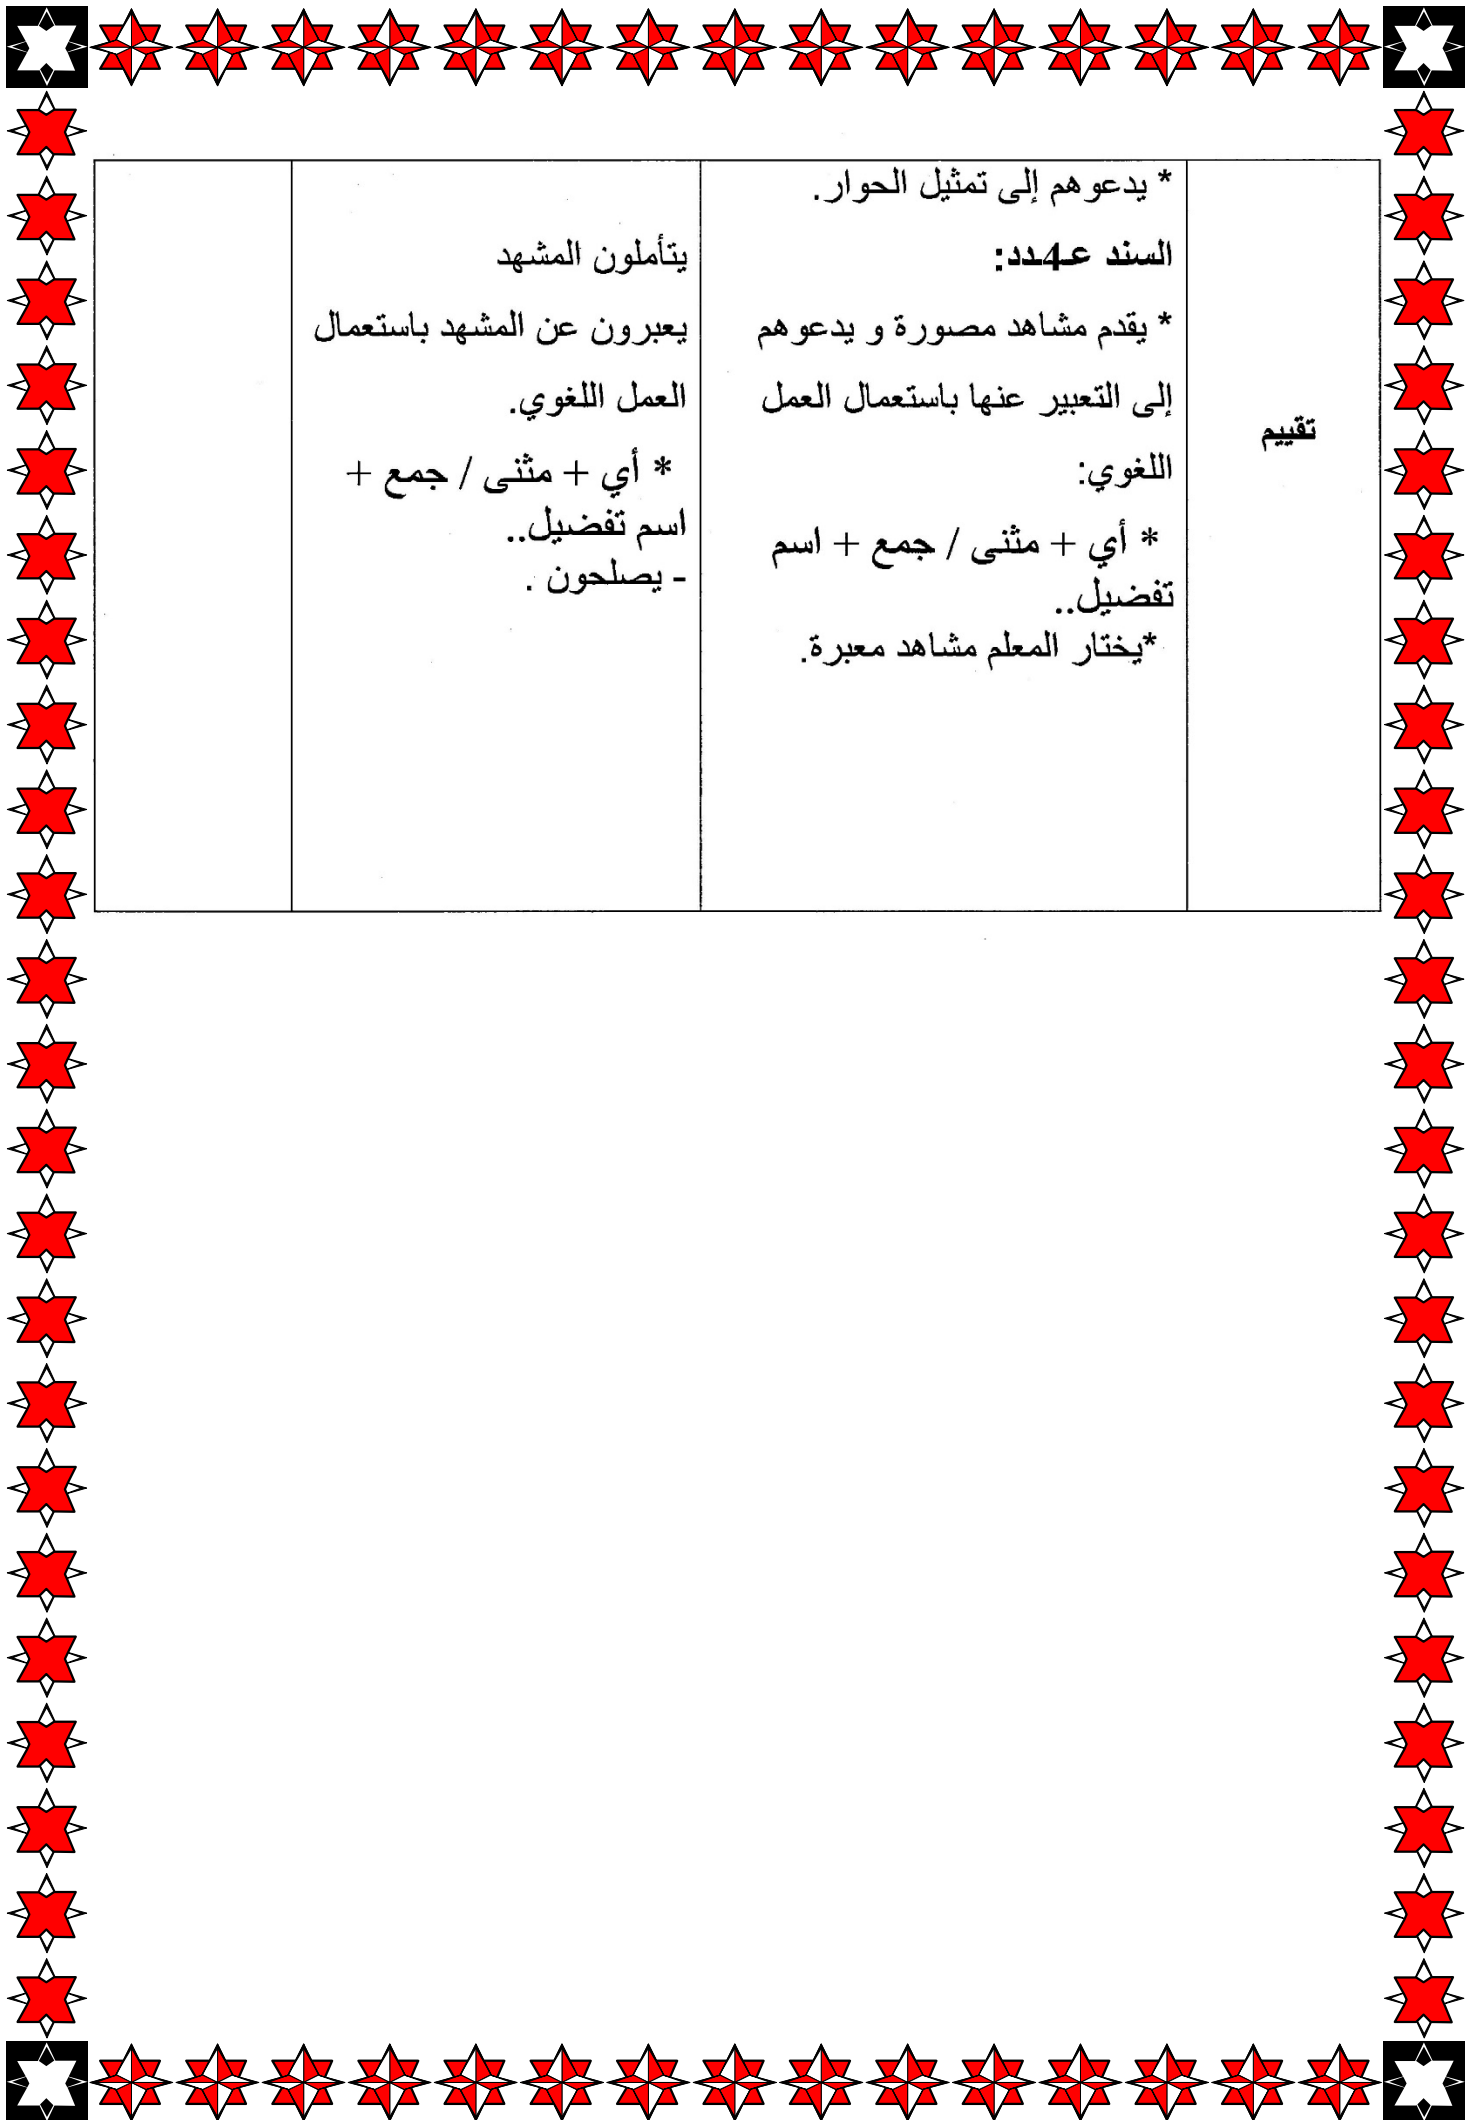 تقييم
* يدعوهم إلى تمثيل الحوار.
السند عـ4ـدد:
* يقدم مشاهد مصورة و يدعوهم
إلى التعبير عنها باستعمال العمل
اللغوي:
* أي + مثنى / جمع + اسم
تفضيل..
*يختار المعلم مشاهد معبرة.
يتأملون المشهد
يعبرون عن المشهد باستعمال
العمل اللغوي.
* أي + مثنى / جمع +
اسم تفضيل..
- يصلحون .